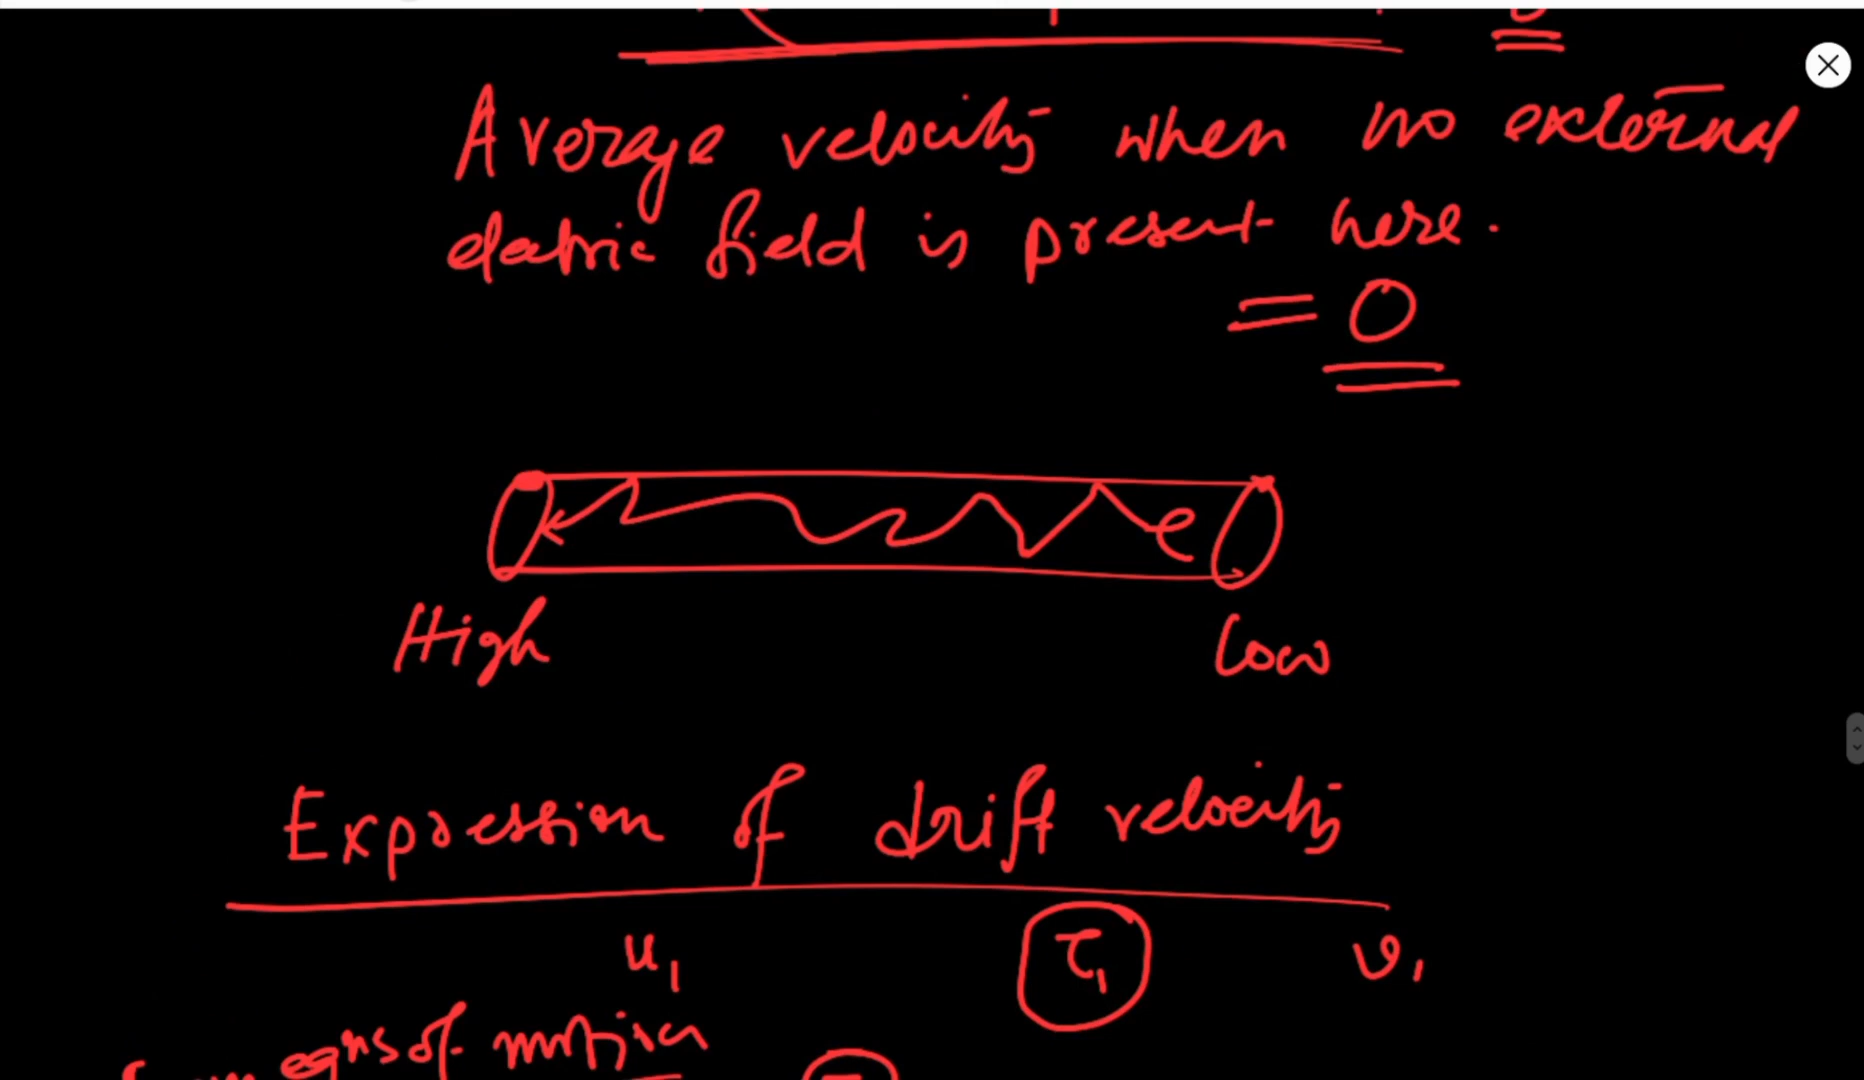 Average velocity when no external
electric field is present here.
= 0
e
High Low
Expression of drift velocity
u₁ τ₁ v₁
eqns of motion